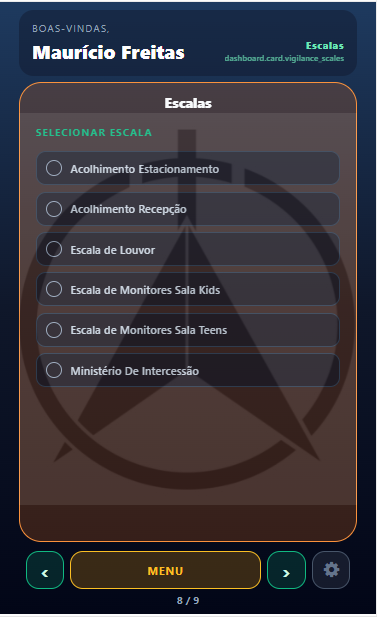 BOAS-VINDAS,
Maurício Freitas
Escalas
dashboard.card.vigilance_scales
Escalas
SELECIONAR ESCALA
Acolhimento Estacionamento
Acolhimento Recepção
Escala de Louvor
Escala de Monitores Sala Kids
Escala de Monitores Sala Teens
Ministério De Intercessão
‹ MENU ›
8 / 9